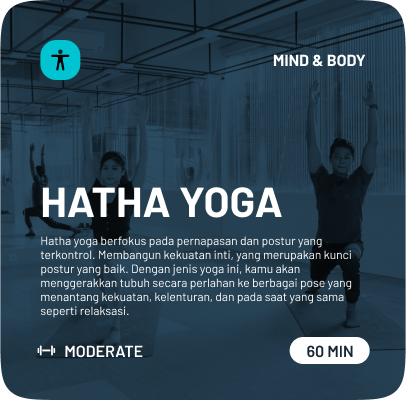 MIND & BODY
HATHA YOGA
Hatha yoga berfokus pada pernapasan dan postur yang
terkontrol. Membangun kekuatan inti, yang merupakan kunci
postur yang baik. Dengan jenis yoga ini, kamu akan
menggerakkan tubuh secara perlahan ke berbagai pose yang
menantang kekuatan, kelenturan, dan pada saat yang sama
seperti relaksasi.
MODERATE
60 MIN